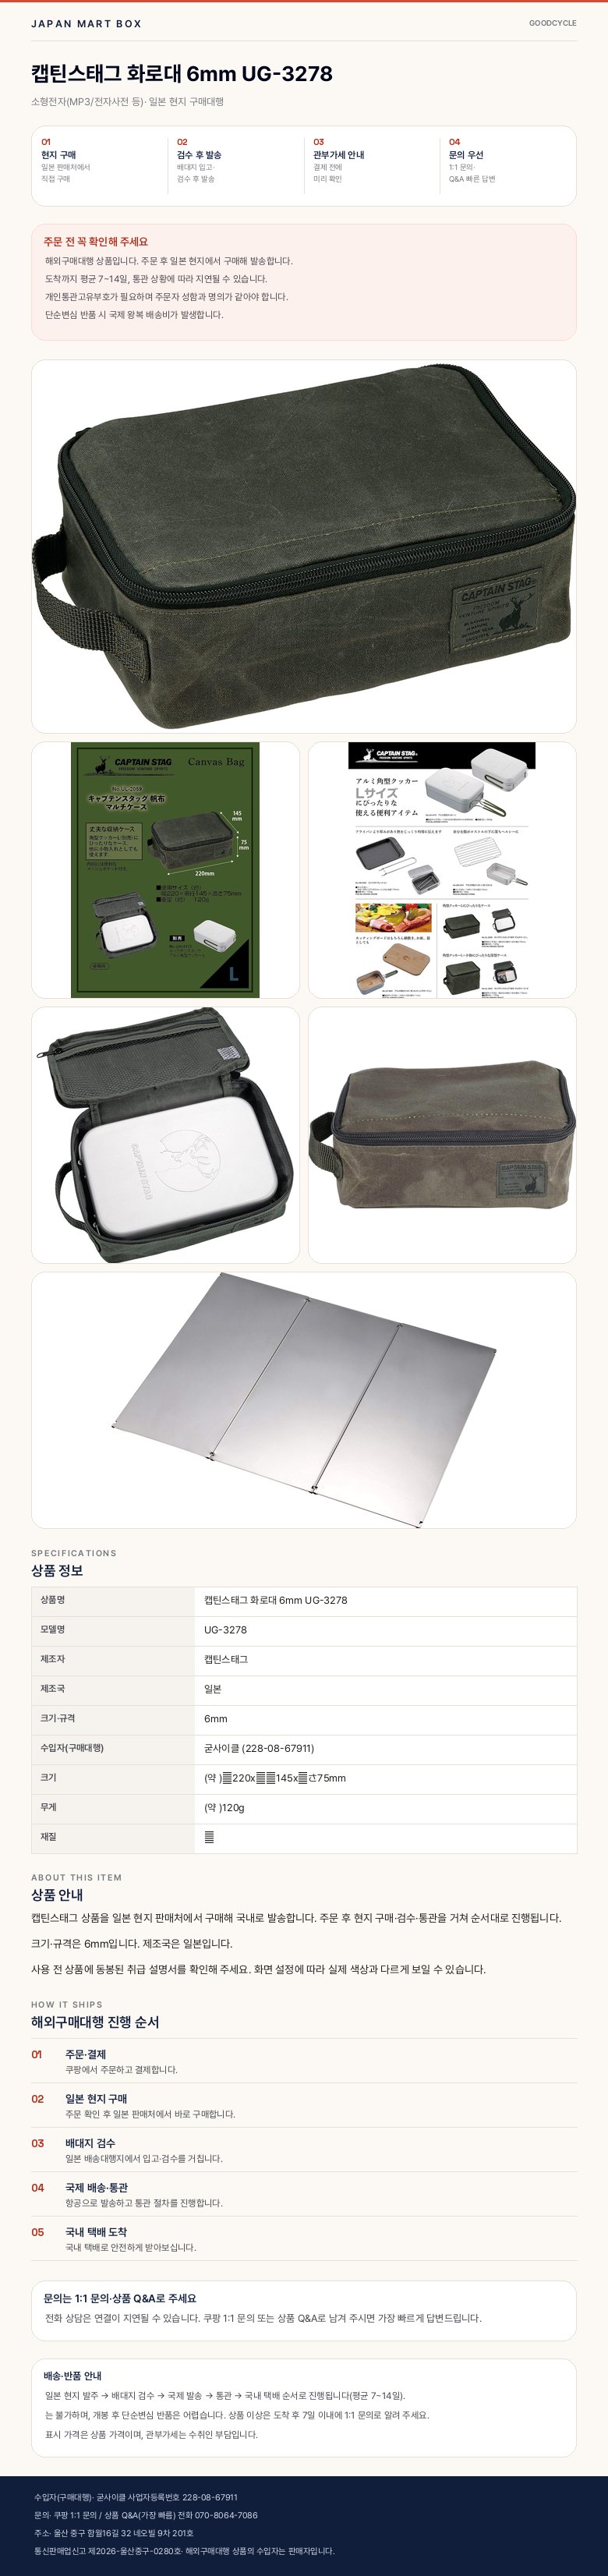 JAPAN MART BOX
GOODCYCLE
캡틴스태그 화로대 6mm UG-3278
소형전자(MP3/전자사전 등)· 일본 현지 구매대행
01
현지 구매
일본 판매처에서
직접 구매
02
검수 후 발송
배대지 입고·
검수 후 발송
03
관부가세 안내
결제 전에
미리 확인
04
문의 우선
1:1 문의·
Q&A 빠른 답변
주문 전 꼭 확인해 주세요
해외구매대행 상품입니다. 주문 후 일본 현지에서 구매해 발송합니다.
도착까지 평균 7~14일, 통관 상황에 따라 지연될 수 있습니다.
개인통관고유부호가 필요하며 주문자 성함과 명의가 같아야 합니다.
단순변심 반품 시 국제 왕복 배송비가 발생합니다.
CAPTAIN STAG
FREEDOM
VENTURE SPIRITS
CAPTAIN STAG
Canvas Bag
キャプテンスタッグ 帆布
マルチケース
丈夫な収納ケース
145
mm
75
mm
220mm
L
CAPTAIN STAG
アルミ角型クッカー
Lサイズ
にぴったりな
使える便利アイテム
CAPTAIN STAG
CAPTAIN STAG
SPECIFICATIONS
상품 정보
상품명 캡틴스태그 화로대 6mm UG-3278
모델명 UG-3278
제조자 캡틴스태그
제조국 일본
크기·규격 6mm
수입자(구매대행) 굳사이클 (228-08-67911)
크기 (약 )220x145x さ75mm
무게 (약 )120g
재질
ABOUT THIS ITEM
상품 안내
캡틴스태그 상품을 일본 현지 판매처에서 구매해 국내로 발송합니다. 주문 후 현지 구매·검수·통관을 거쳐 순서대로 진행됩니다.
크기·규격은 6mm입니다. 제조국은 일본입니다.
사용 전 상품에 동봉된 취급 설명서를 확인해 주세요. 화면 설정에 따라 실제 색상과 다르게 보일 수 있습니다.
HOW IT SHIPS
해외구매대행 진행 순서
01 주문·결제
쿠팡에서 주문하고 결제합니다.
02 일본 현지 구매
주문 확인 후 일본 판매처에서 바로 구매합니다.
03 배대지 검수
일본 배송대행지에서 입고·검수를 거칩니다.
04 국제 배송·통관
항공으로 발송하고 통관 절차를 진행합니다.
05 국내 택배 도착
국내 택배로 안전하게 받아보십니다.
문의는 1:1 문의·상품 Q&A로 주세요
전화 상담은 연결이 지연될 수 있습니다. 쿠팡 1:1 문의 또는 상품 Q&A로 남겨 주시면 가장 빠르게 답변드립니다.
배송·반품 안내
일본 현지 발주 → 배대지 검수 → 국제 발송 → 통관 → 국내 택배 순서로 진행됩니다(평균 7~14일).
는 불가하며, 개봉 후 단순변심 반품은 어렵습니다. 상품 이상은 도착 후 7일 이내에 1:1 문의로 알려 주세요.
표시 가격은 상품 가격이며, 관부가세는 수취인 부담입니다.
수입자(구매대행)· 굳사이클 사업자등록번호 228-08-67911
문의· 쿠팡 1:1 문의 / 상품 Q&A(가장 빠름) 전화 070-8064-7086
주소· 울산 중구 함월16길 32 네오빌 9차 201호
통신판매업신고 제2026-울산중구-0280호· 해외구매대행 상품의 수입자는 판매자입니다.